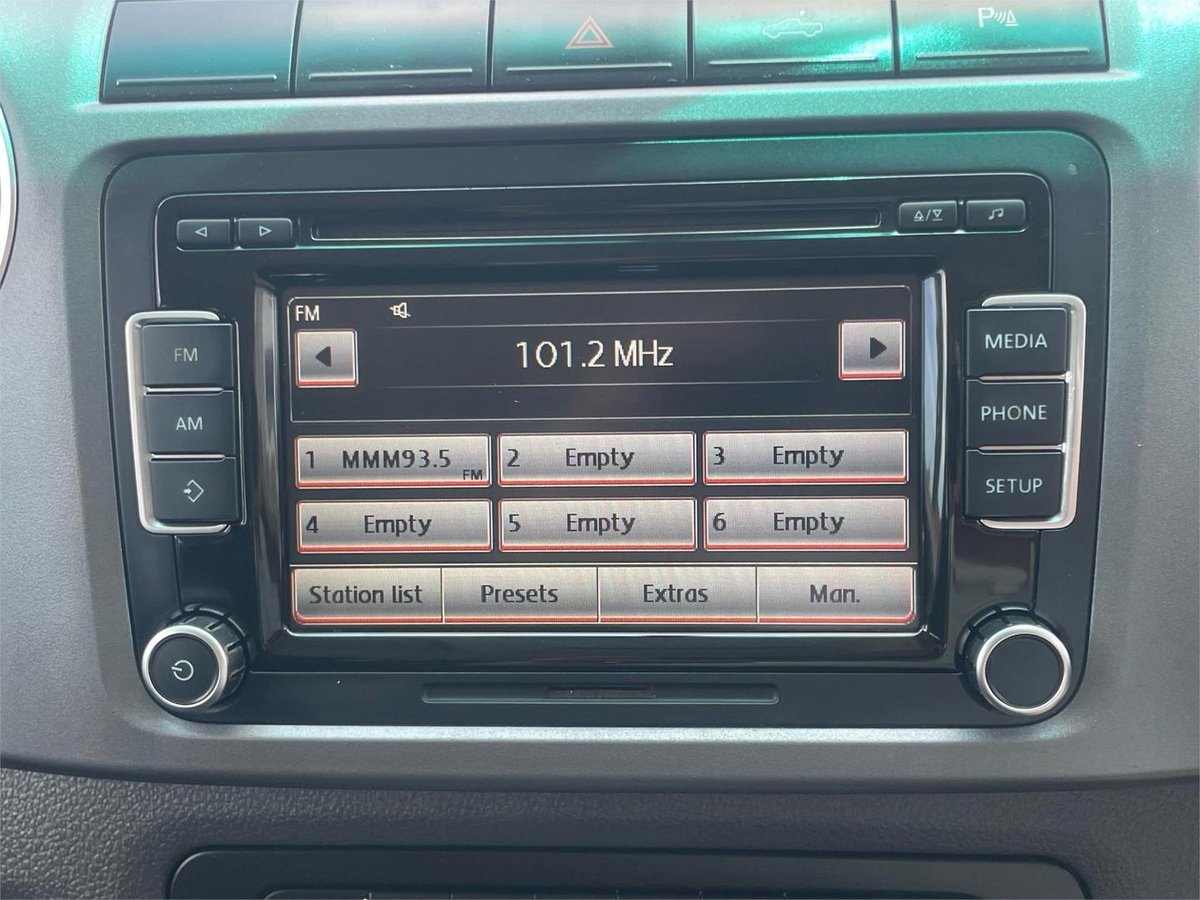 P
FM
101.2 MHz
1 MMM93.5 FM
2 Empty
3 Empty
4 Empty
5 Empty
6 Empty
Station list
Presets
Extras
Man.
FM
AM
MEDIA
PHONE
SETUP